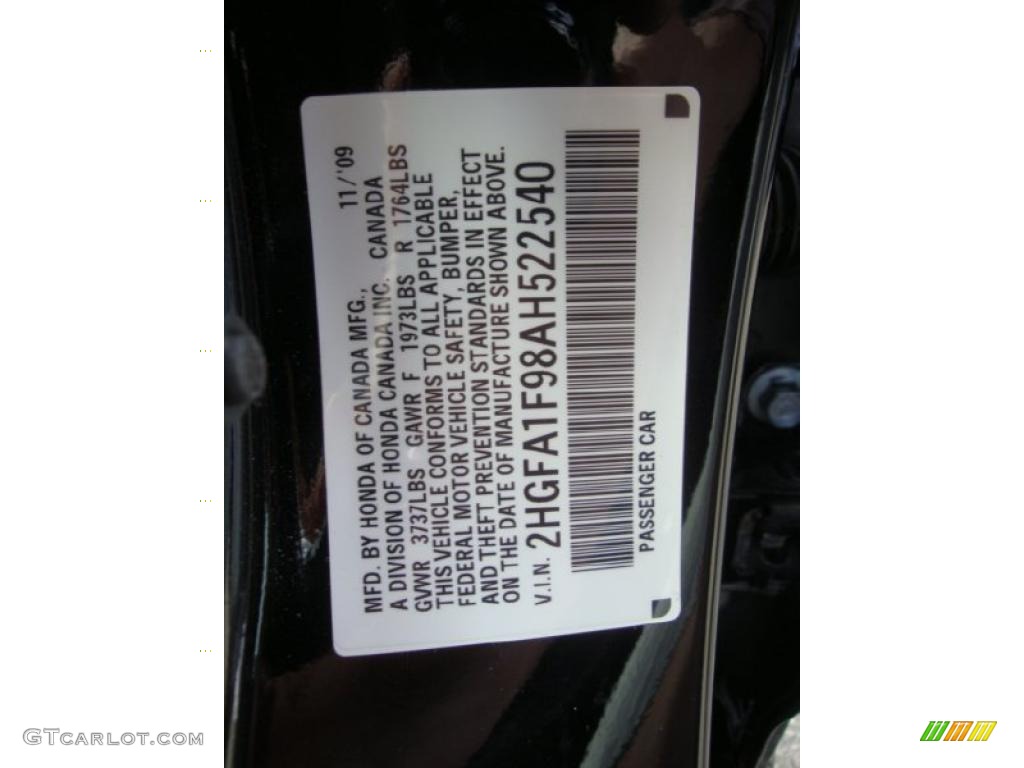 MFD. BY HONDA OF CANADA MFG., 11/'09
A DIVISION OF HONDA CANADA INC. CANADA
GVWR 3737LBS GAWR F 1973LBS R 1764LBS
THIS VEHICLE CONFORMS TO ALL APPLICABLE
FEDERAL MOTOR VEHICLE SAFETY, BUMPER,
AND THEFT PREVENTION STANDARDS IN EFFECT
ON THE DATE OF MANUFACTURE SHOWN ABOVE.
V.I.N. 2HGFA1F98AH522540
PASSENGER CAR
GTCARLOT.COM